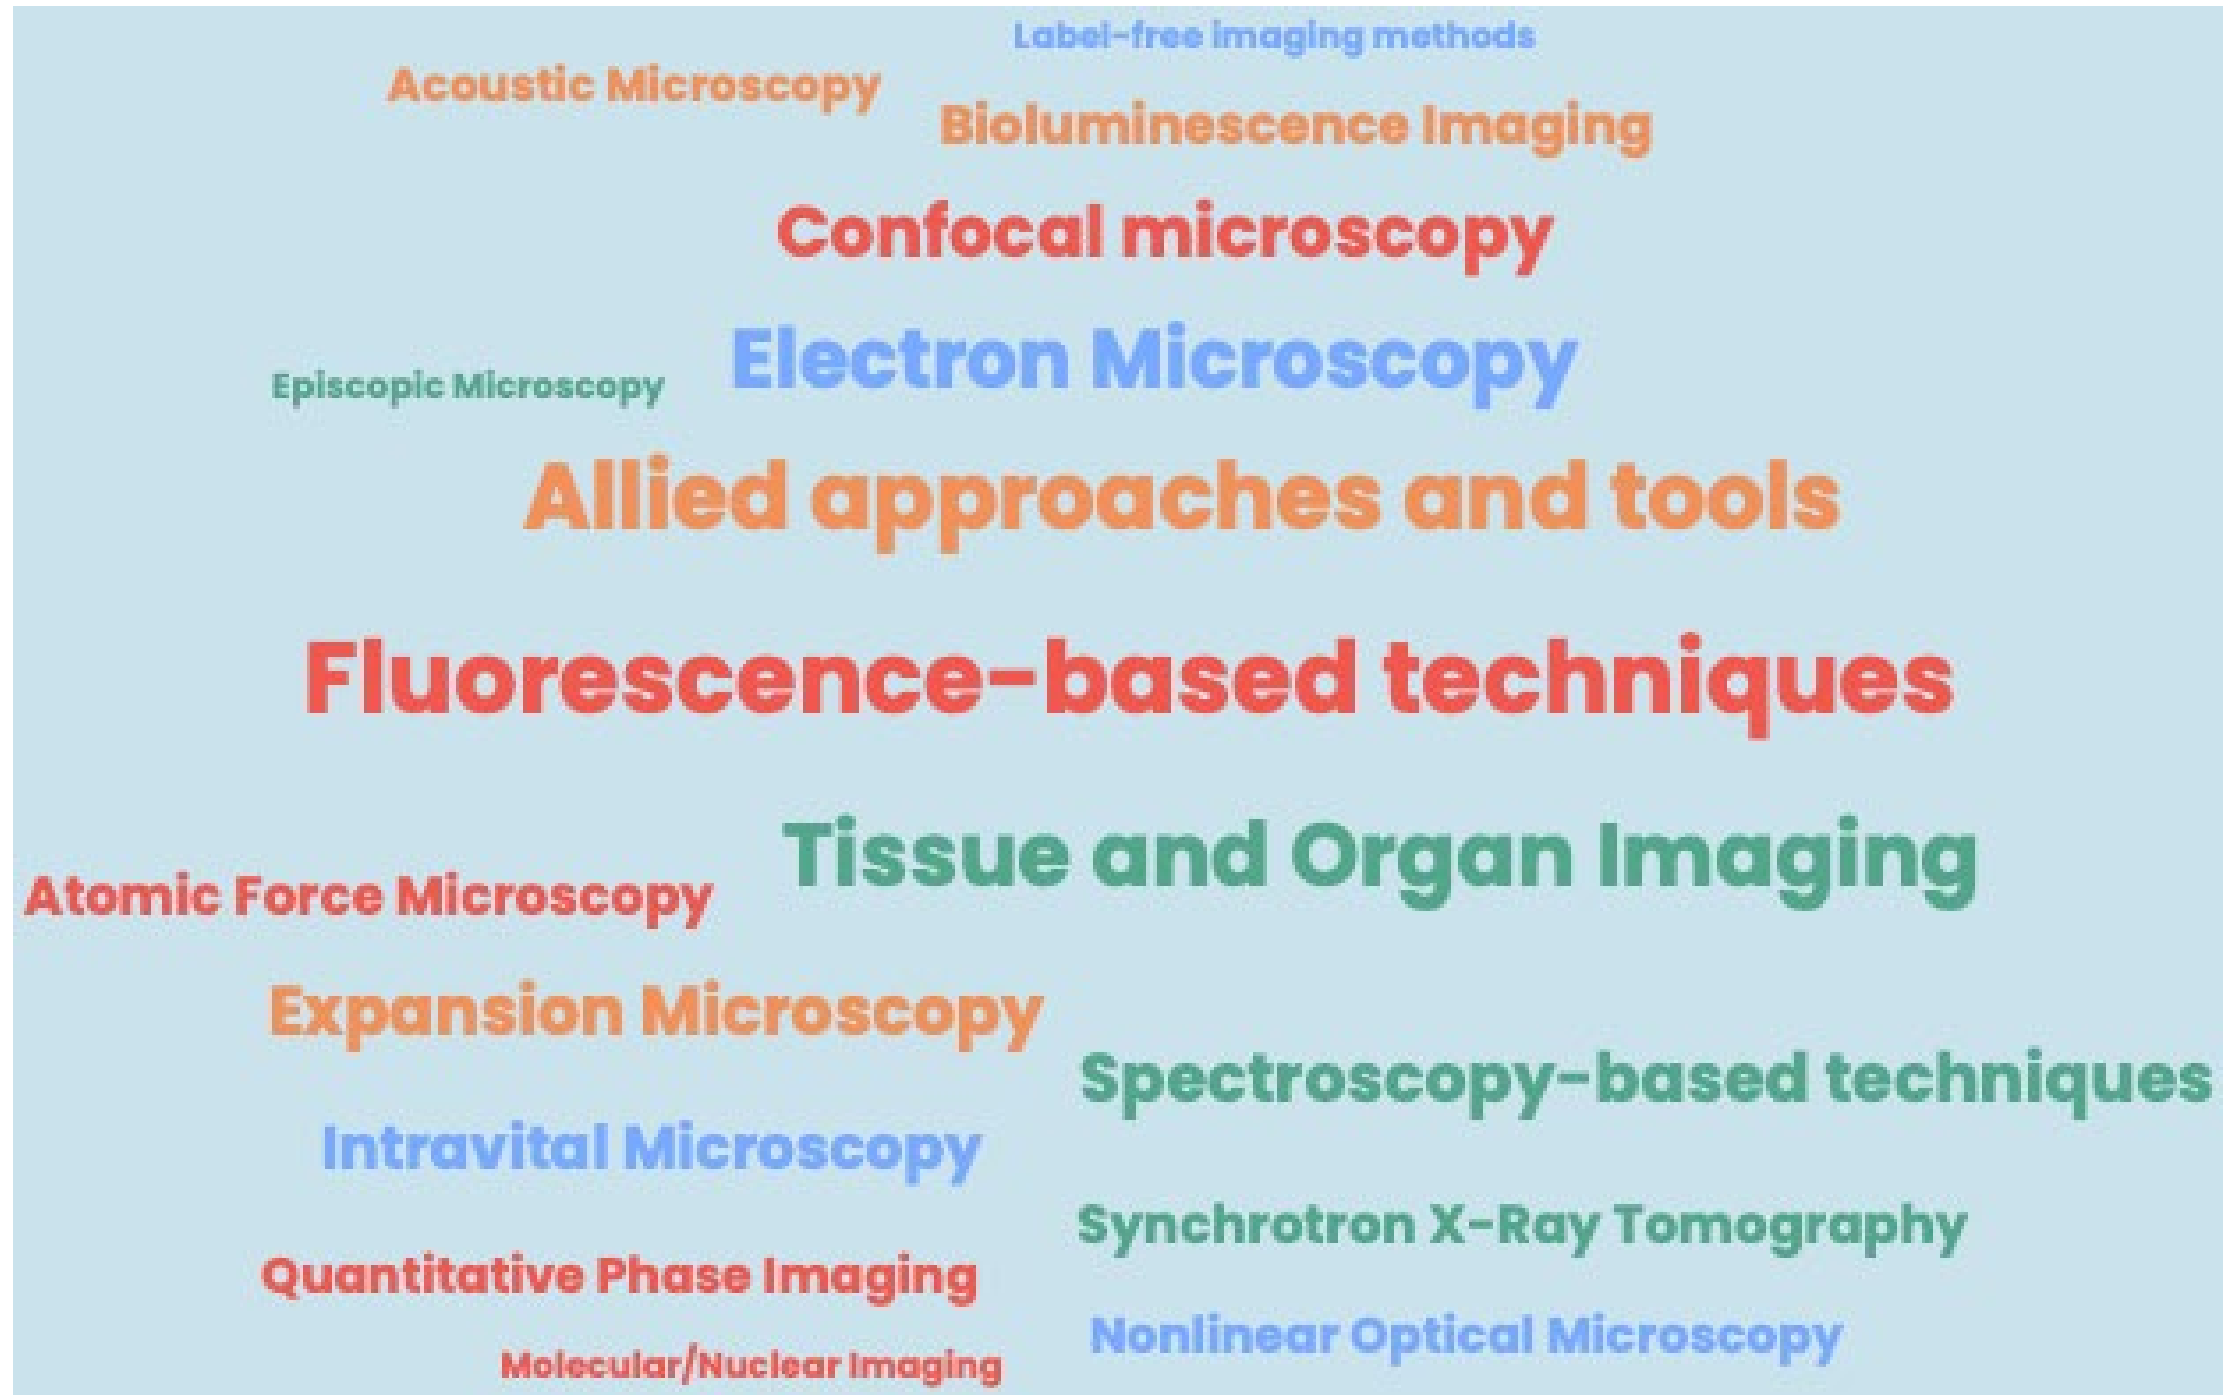 Label-free imaging methods
Acoustic Microscopy
Bioluminescence Imaging
Confocal microscopy
Electron Microscopy
Episcopic Microscopy
Allied approaches and tools
Fluorescence-based techniques
Tissue and Organ Imaging
Atomic Force Microscopy
Expansion Microscopy
Spectroscopy-based techniques
Intravital Microscopy
Synchrotron X-Ray Tomography
Quantitative Phase Imaging
Nonlinear Optical Microscopy
Molecular/Nuclear Imaging